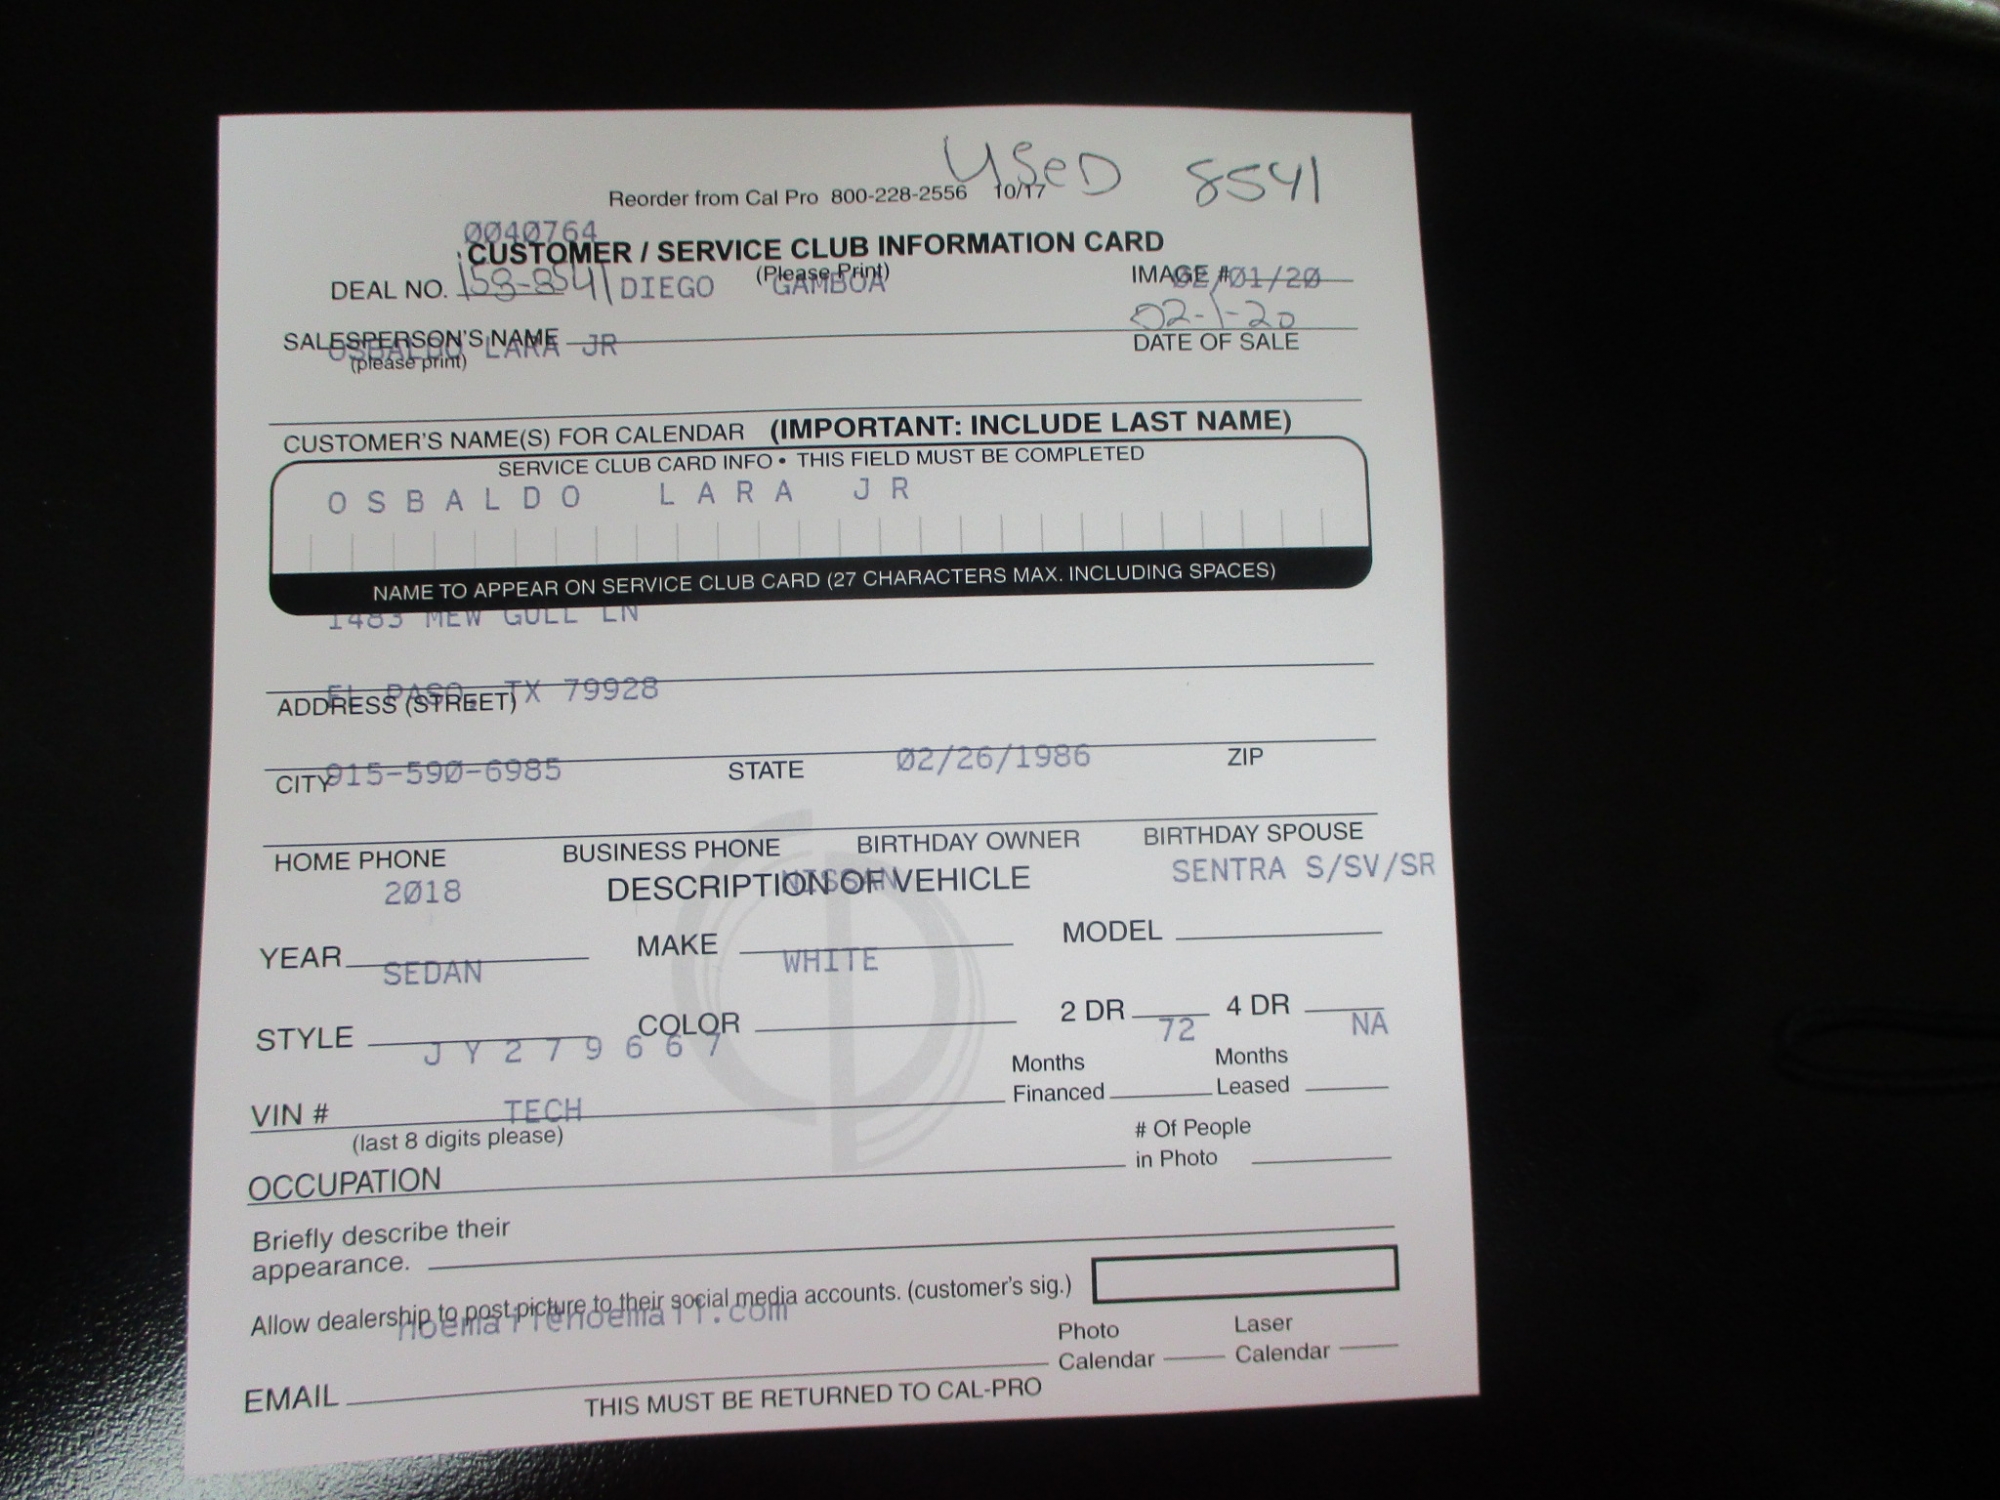 USeD 8541
Reorder from Cal Pro 800-228-2556 10/17
0040764
CUSTOMER / SERVICE CLUB INFORMATION CARD
(Please Print)
DEAL NO. 158-8541 DIEGO GAMBOA IMAGE # 02/01/20
02-1-20
SALESPERSON'S NAME OSBALDO LARA JR DATE OF SALE
(please print)
CUSTOMER'S NAME(S) FOR CALENDAR (IMPORTANT: INCLUDE LAST NAME)
SERVICE CLUB CARD INFO • THIS FIELD MUST BE COMPLETED
OSBALDO LARA JR
NAME TO APPEAR ON SERVICE CLUB CARD (27 CHARACTERS MAX. INCLUDING SPACES)
1483 MEW GULL LN
EL PASO, TX 79928
ADDRESS (STREET)
915-590-6985 02/26/1986
CITY STATE ZIP
HOME PHONE BUSINESS PHONE BIRTHDAY OWNER BIRTHDAY SPOUSE
2018 NISSAN SENTRA S/SV/SR
DESCRIPTION OF VEHICLE
YEAR MAKE MODEL
SEDAN WHITE
STYLE COLOR 2 DR 4 DR
JY279667 72 NA
Months Financed Months Leased
VIN # TECH
(last 8 digits please)
# Of People in Photo
OCCUPATION
Briefly describe their
appearance.
Allow dealership to post picture to their social media accounts. (customer's sig.)
noemail@noemail.com
Photo Calendar Laser Calendar
EMAIL
THIS MUST BE RETURNED TO CAL-PRO